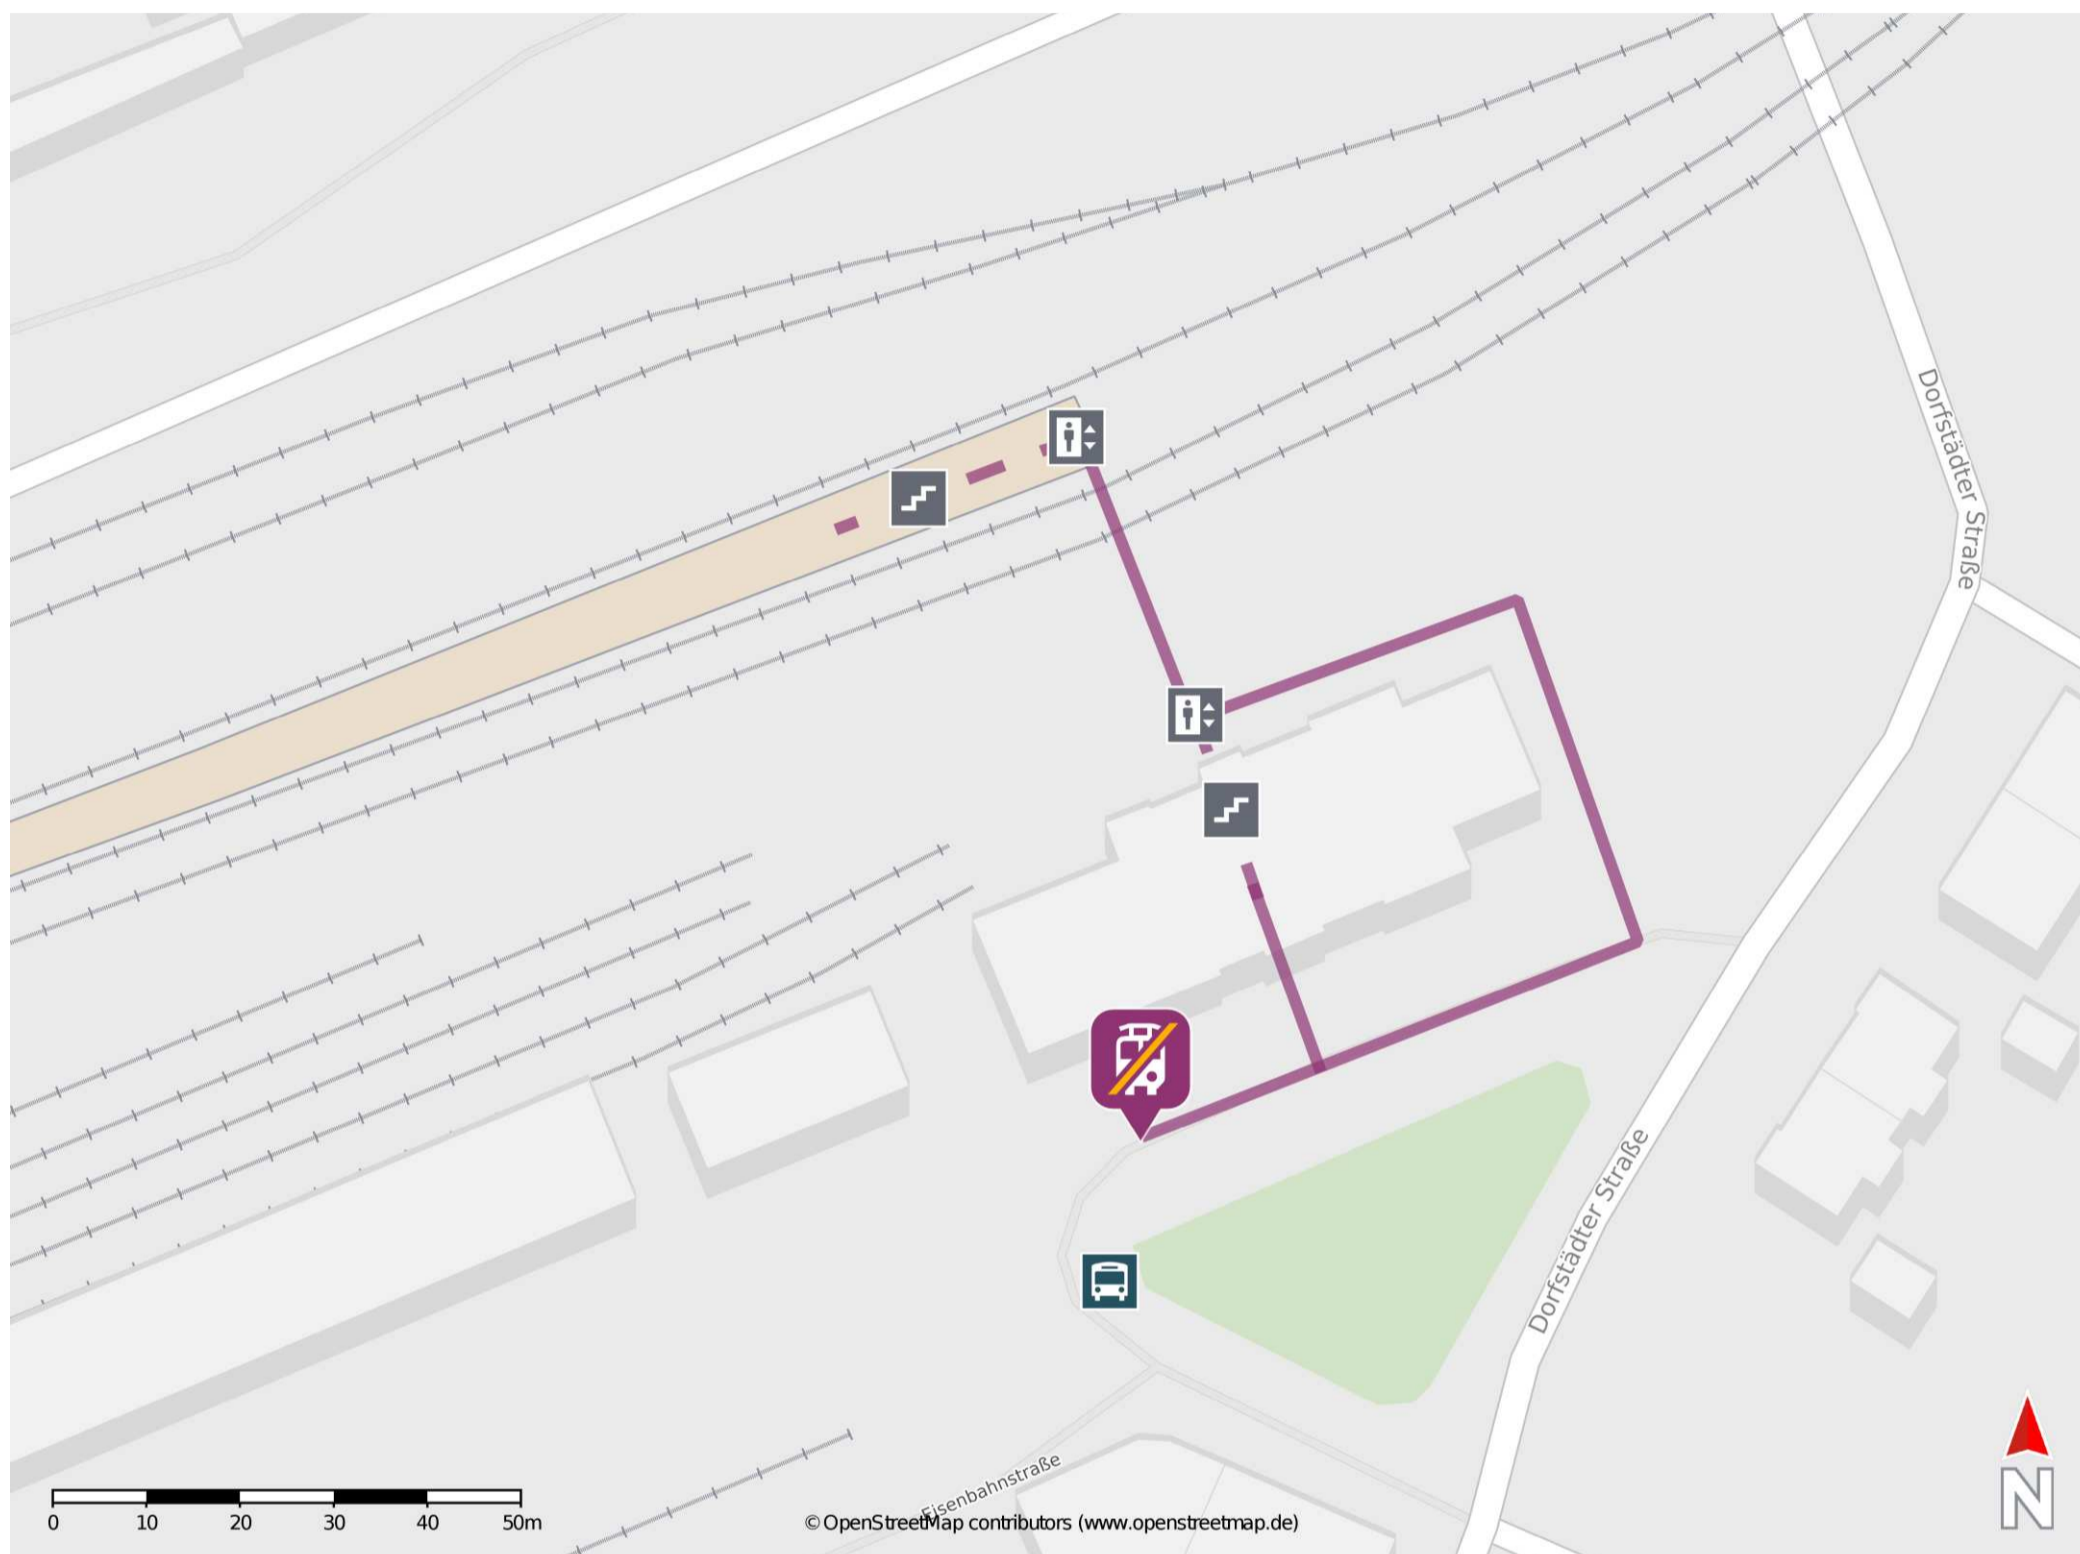 Dorfstädter Straße
Dorfstädter Straße
Eisenbahnstraße
0 10 20 30 40 50m
© OpenStreetMap contributors (www.openstreetmap.de)
N